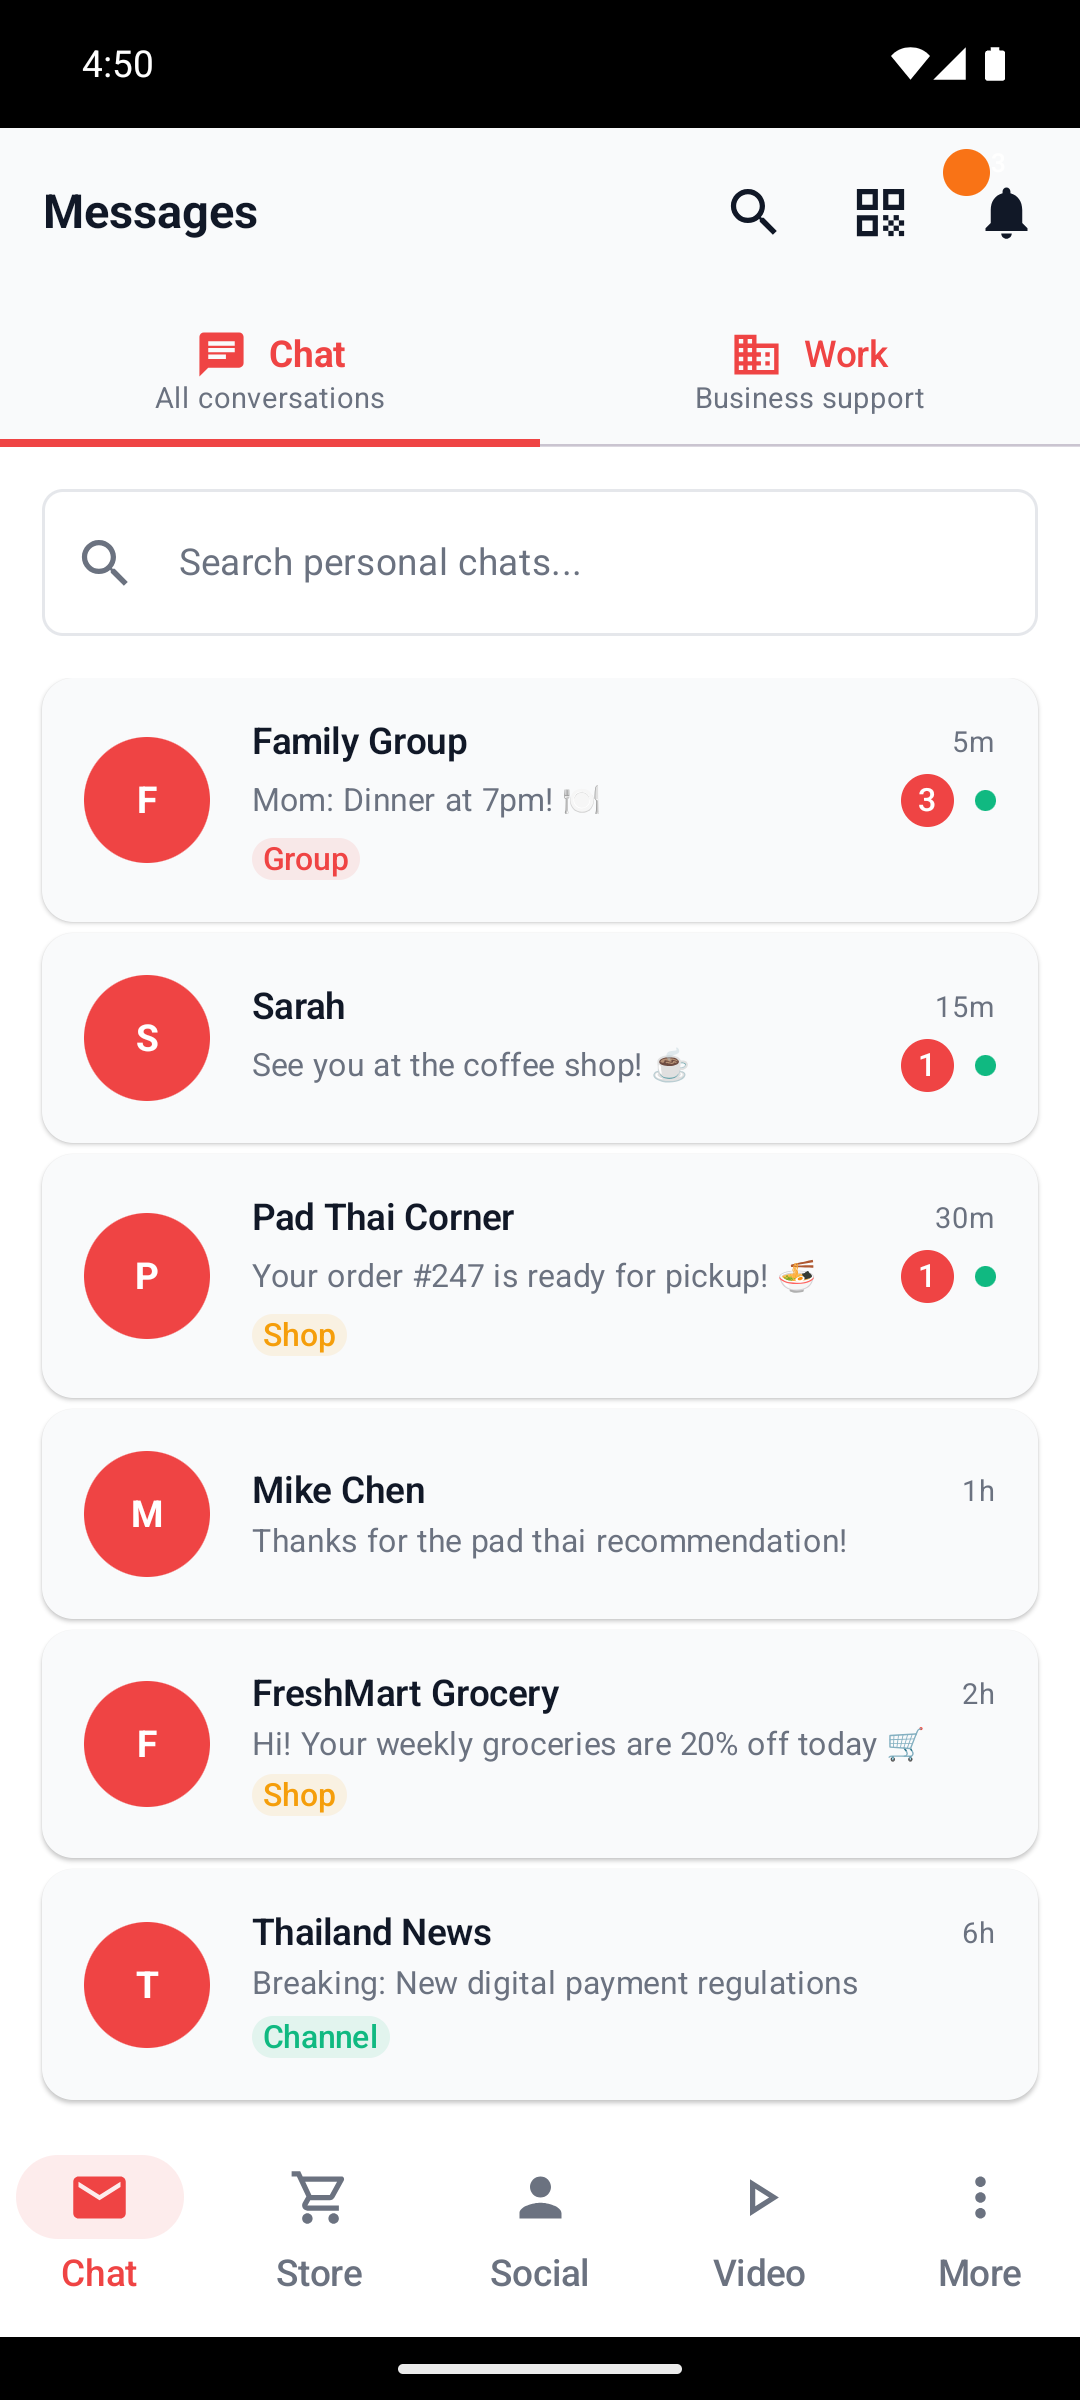 4:50
3
Messages
Chat
All conversations
Work
Business support
Search personal chats...
Family Group
5m
F
Mom: Dinner at 7pm! 🍽️
3
Group
Sarah
15m
S
See you at the coffee shop! ☕
1
Pad Thai Corner
30m
P
Your order #247 is ready for pickup! 🍜
1
Shop
Mike Chen
1h
M
Thanks for the pad thai recommendation!
FreshMart Grocery
2h
F
Hi! Your weekly groceries are 20% off today 🛒
Shop
Thailand News
6h
T
Breaking: New digital payment regulations
Channel
Chat
Store
Social
Video
More